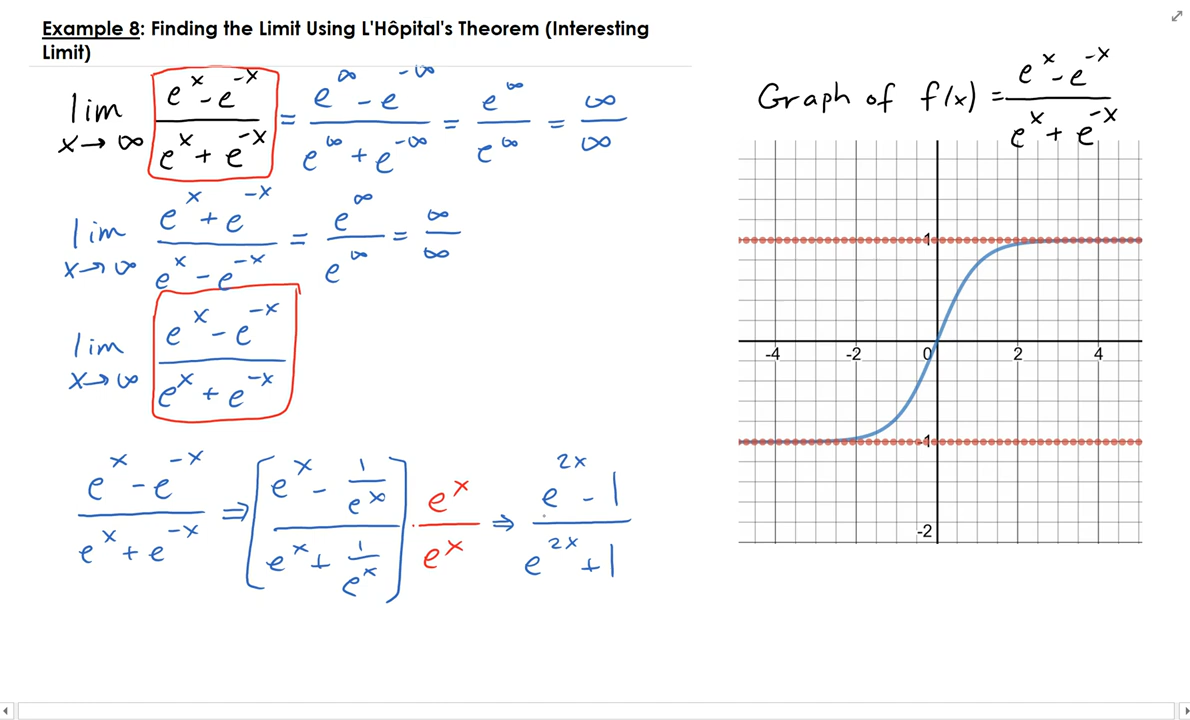 Example 8: Finding the Limit Using L'Hôpital's Theorem (Interesting
Limit)
lim x→∞ (e^x - e^-x)/(e^x + e^-x) = (e^∞ - e^-∞)/(e^∞ + e^-∞) = e^∞/e^∞ = ∞/∞
lim x→∞ (e^x + e^-x)/(e^x - e^-x) = e^∞/e^∞ = ∞/∞
lim x→∞ (e^x - e^-x)/(e^x + e^-x)
(e^x - e^-x)/(e^x + e^-x) ⇒ [(e^x - 1/e^x)/(e^x + 1/e^x)] · e^x/e^x ⇒ (e^2x - 1)/(e^2x + 1)
Graph of f(x) = (e^x - e^-x)/(e^x + e^-x)
1
-4 -2 0 2 4
-1
-2